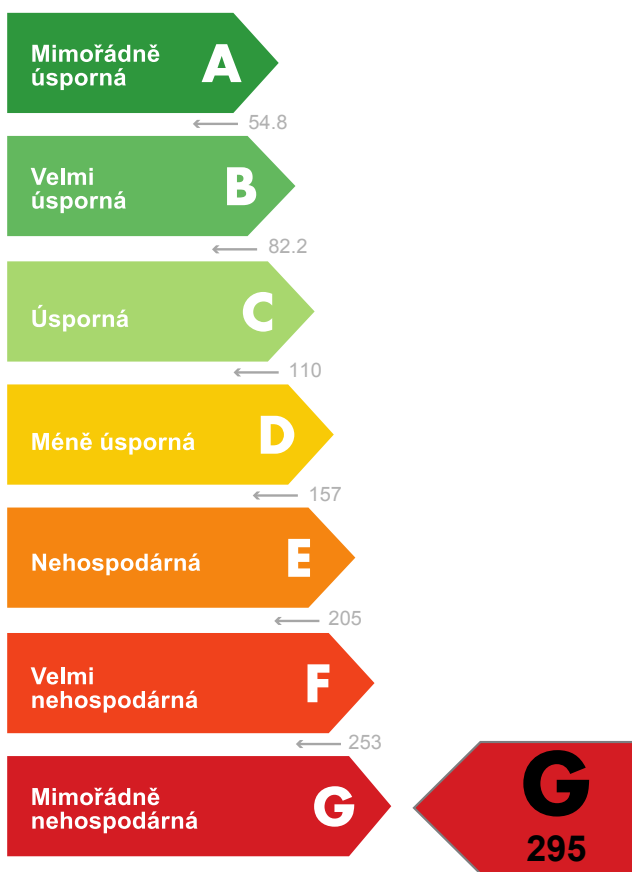 Mimořádně
úsporná
A
54.8
Velmi
úsporná
B
82.2
Úsporná
C
110
Méně úsporná
D
157
Nehospodárná
E
205
Velmi
nehospodárná
F
253
Mimořádně
nehospodárná
G
G
295